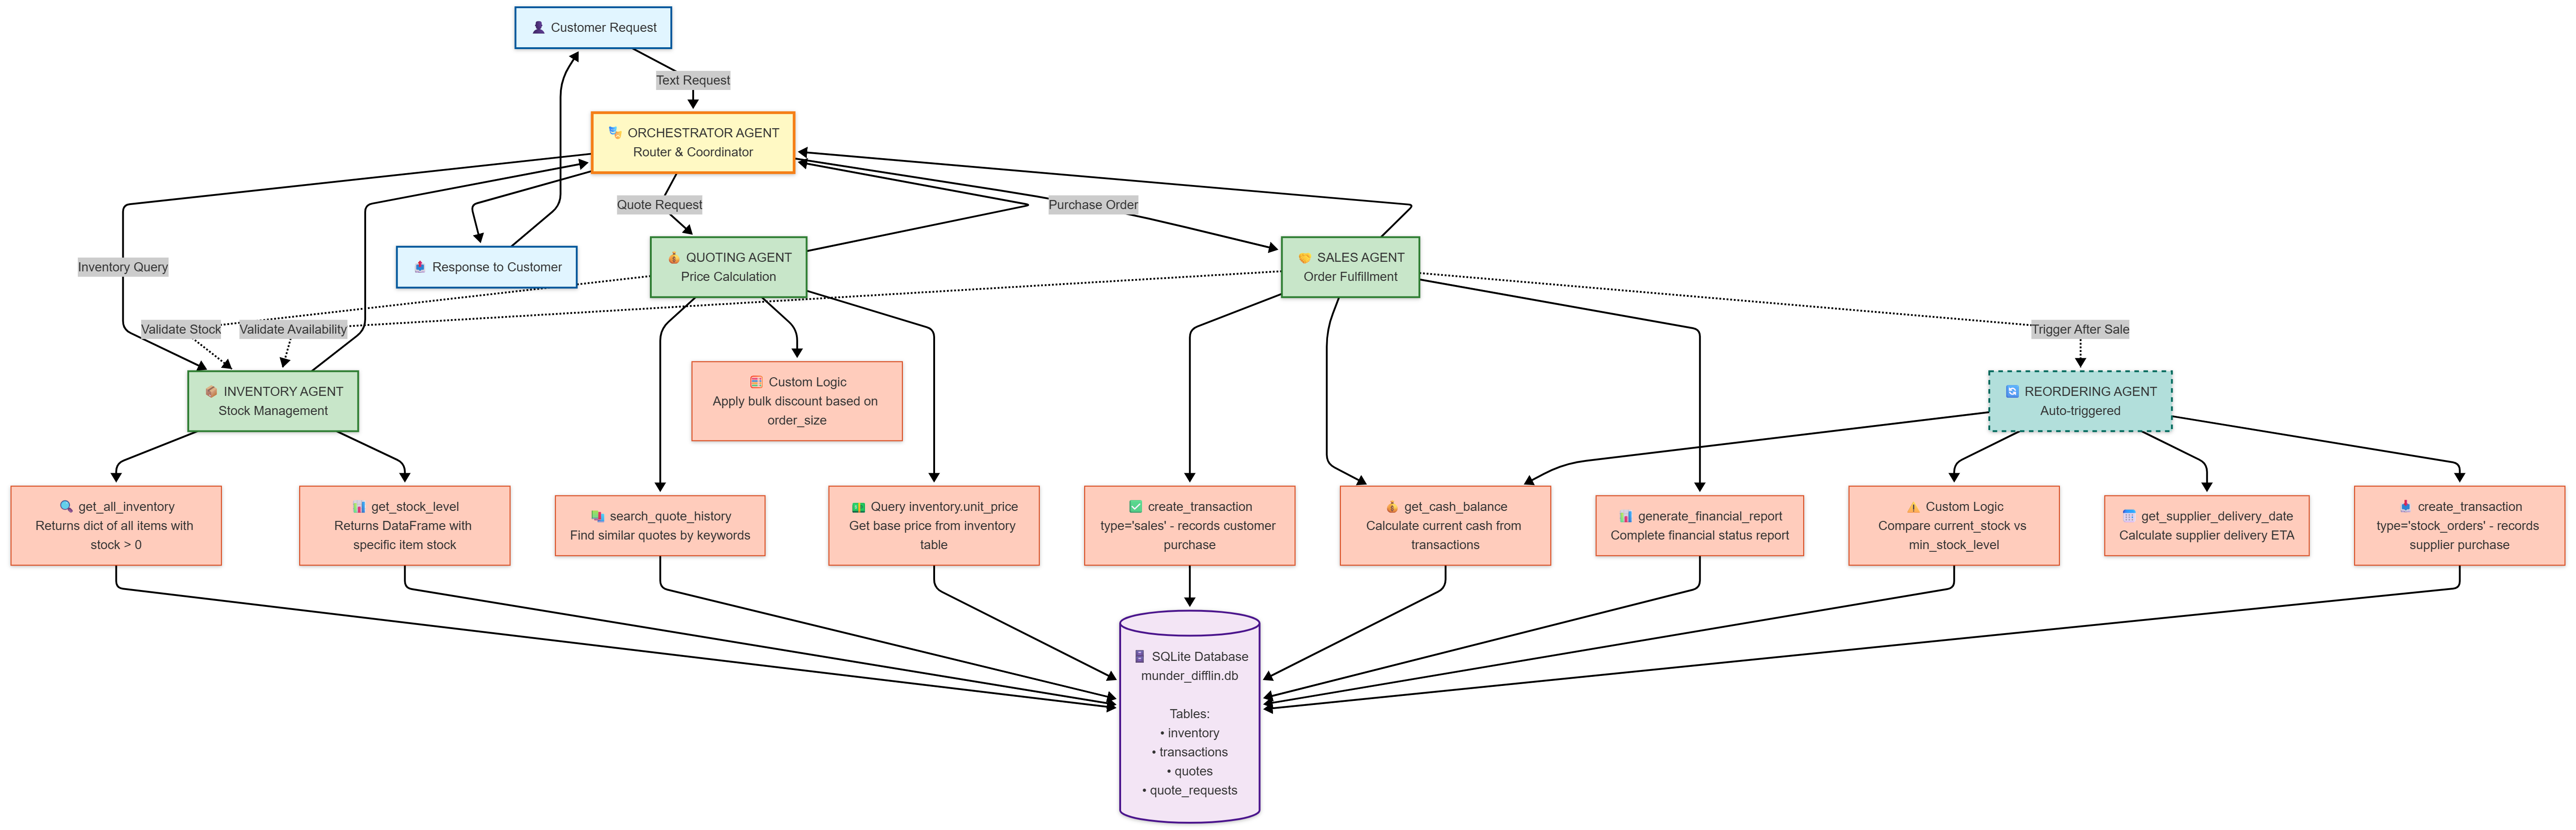 Customer Request
Text Request
ORCHESTRATOR AGENT
Router & Coordinator
Quote Request
Purchase Order
Inventory Query
Response to Customer
QUOTING AGENT
Price Calculation
SALES AGENT
Order Fulfillment
Validate Stock
Validate Availability
Trigger After Sale
INVENTORY AGENT
Stock Management
Custom Logic
Apply bulk discount based on
order_size
REORDERING AGENT
Auto-triggered
get_all_inventory
Returns dict of all items with
stock > 0
get_stock_level
Returns DataFrame with
specific item stock
search_quote_history
Find similar quotes by keywords
Query inventory.unit_price
Get base price from inventory
table
create_transaction
type='sales' - records customer
purchase
get_cash_balance
Calculate current cash from
transactions
generate_financial_report
Complete financial status report
Custom Logic
Compare current_stock vs
min_stock_level
get_supplier_delivery_date
Calculate supplier delivery ETA
create_transaction
type='stock_orders' - records
supplier purchase
SQLite Database
munder_difflin.db
Tables:
• inventory
• transactions
• quotes
• quote_requests